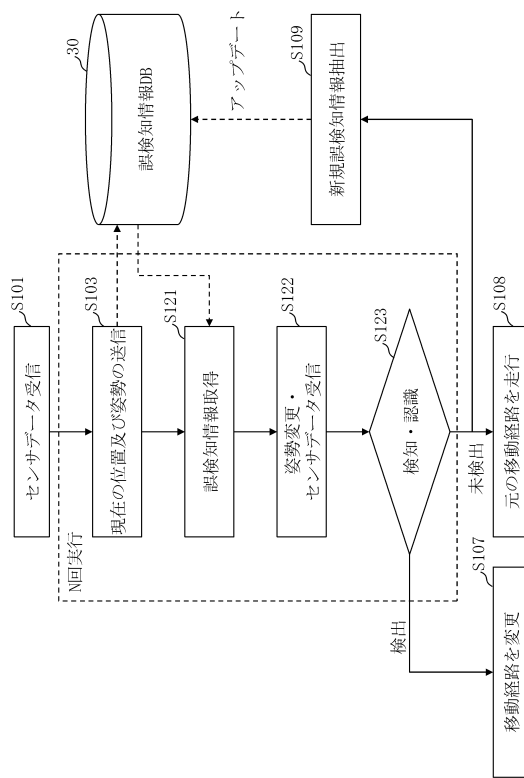 S101
センサデータ受信
N回実行
S103
現在の位置及び姿勢の送信
30
誤検知情報DB
S121
誤検知情報取得
アップデート
S122
姿勢変更・
センサデータ受信
S109
新規誤検知情報抽出
S123
検知・認識
検出
未検出
S107
移動経路を変更
S108
元の移動経路を走行